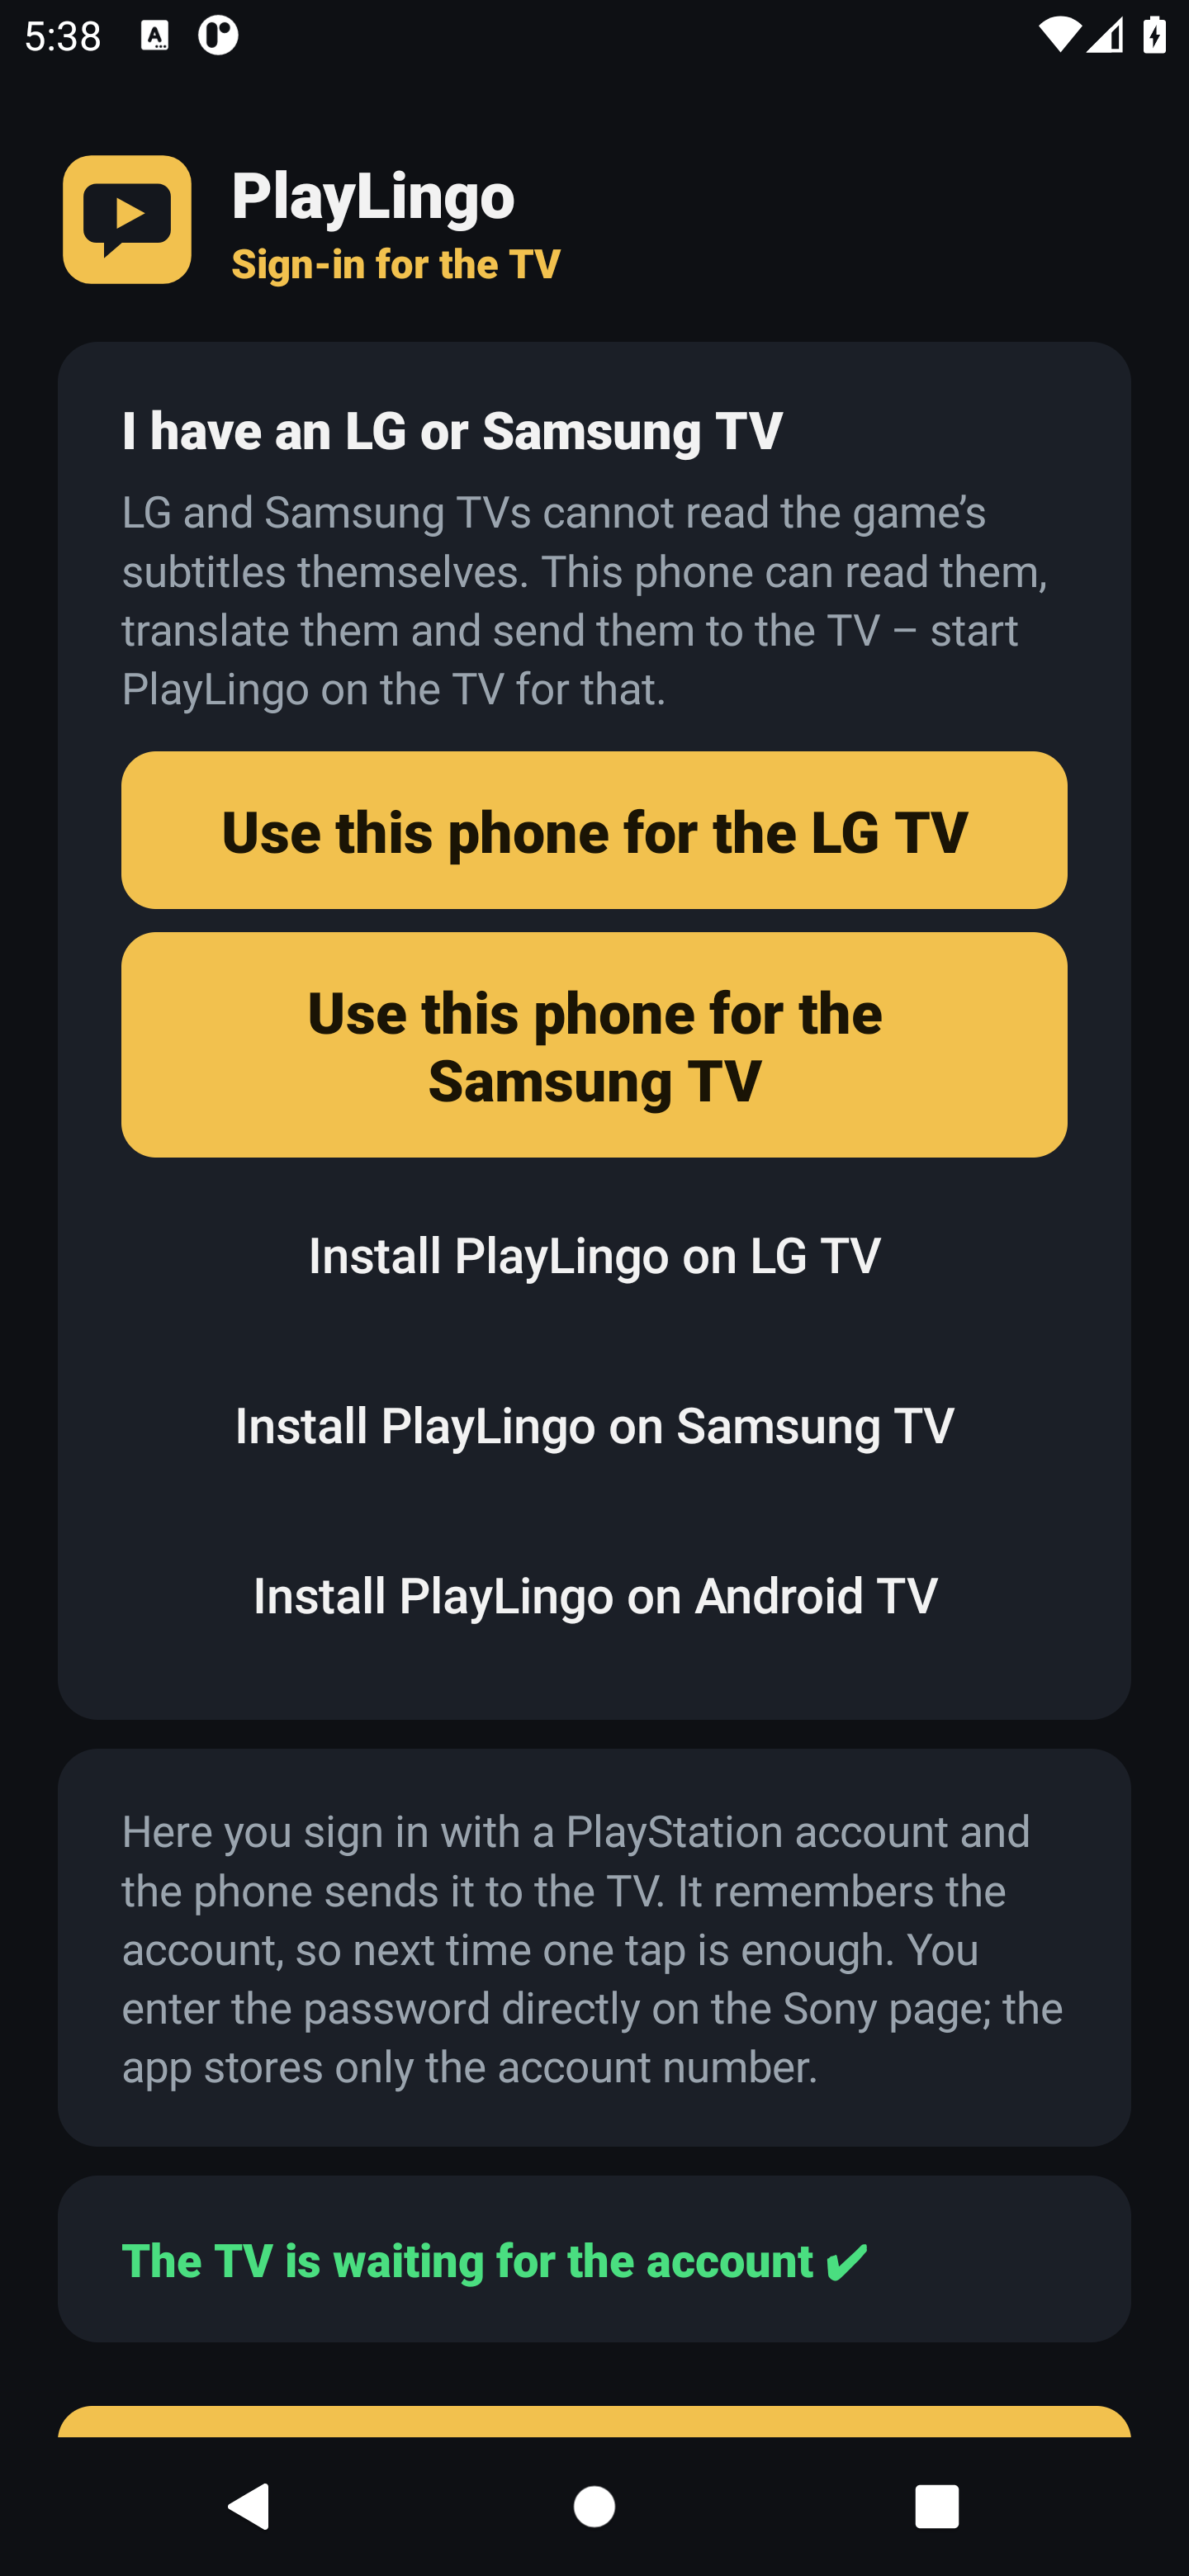 5:38
PlayLingo
Sign-in for the TV
I have an LG or Samsung TV
LG and Samsung TVs cannot read the game’s
subtitles themselves. This phone can read them,
translate them and send them to the TV – start
PlayLingo on the TV for that.
Use this phone for the LG TV
Use this phone for the
Samsung TV
Install PlayLingo on LG TV
Install PlayLingo on Samsung TV
Install PlayLingo on Android TV
Here you sign in with a PlayStation account and
the phone sends it to the TV. It remembers the
account, so next time one tap is enough. You
enter the password directly on the Sony page; the
app stores only the account number.
The TV is waiting for the account ✔